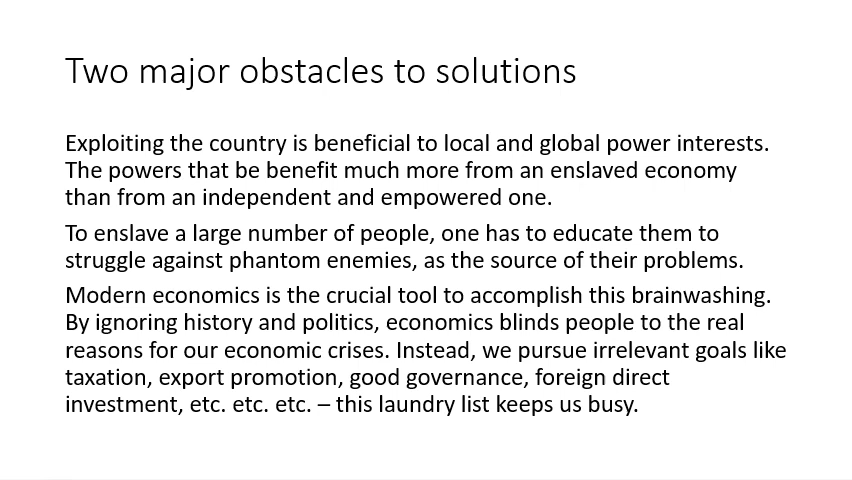 Two major obstacles to solutions
Exploiting the country is beneficial to local and global power interests.
The powers that be benefit much more from an enslaved economy
than from an independent and empowered one.
To enslave a large number of people, one has to educate them to
struggle against phantom enemies, as the source of their problems.
Modern economics is the crucial tool to accomplish this brainwashing.
By ignoring history and politics, economics blinds people to the real
reasons for our economic crises. Instead, we pursue irrelevant goals like
taxation, export promotion, good governance, foreign direct
investment, etc. etc. etc. – this laundry list keeps us busy.